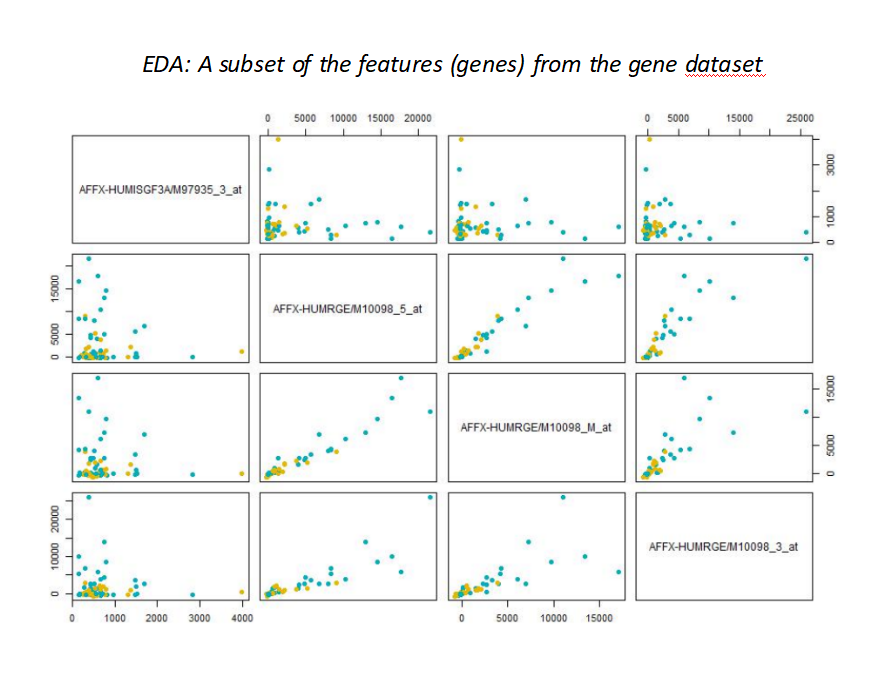 EDA: A subset of the features (genes) from the gene dataset
0 5000 10000 15000 20000
0 5000 15000 25000
AFFX-HUMISGF3A/M97935_3_at
0 1000 3000
0 5000 15000
AFFX-HUMRGE/M10098_5_at
AFFX-HUMRGE/M10098_M_at
0 5000 15000
0 10000 20000
AFFX-HUMRGE/M10098_3_at
0 1000 2000 3000 4000
0 5000 10000 15000